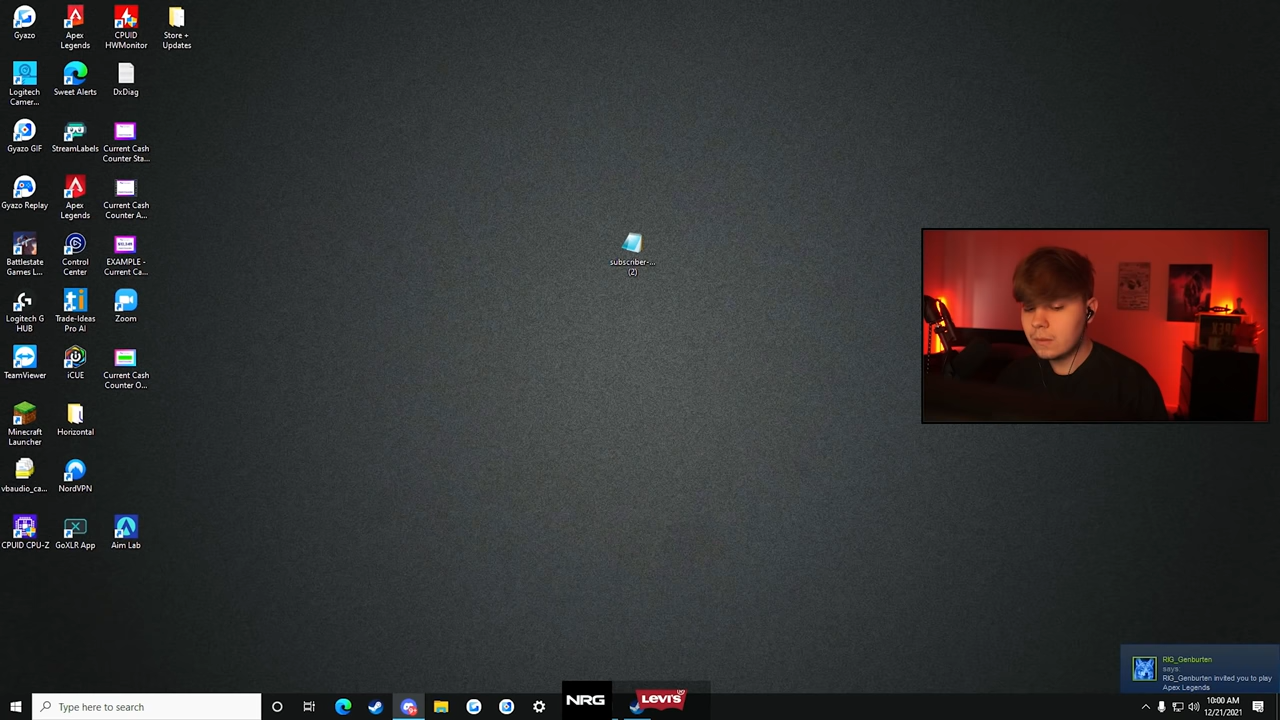 Gyazo
Apex
Legends
CPUID
HWMonitor
Store +
Updates
Logitech
Camer...
Sweet Alerts
DxDiag
Gyazo GIF
StreamLabels
Current Cash
Counter Sta...
Gyazo Replay
Apex
Legends
Current Cash
Counter A...
Battlestate
Games L...
Control
Center
EXAMPLE -
Current Ca...
Logitech G
HUB
Trade-Ideas
Pro AI
Zoom
TeamViewer
iCUE
Current Cash
Counter O...
Minecraft
Launcher
Horizontal
vbaudio_ca...
NordVPN
CPUID CPU-Z
GoXLR App
Aim Lab
subscriber-...
(2)
RIG_Genburten
says:
RIG_Genburten invited you to play
Apex Legends
Type here to search
NRG
LEVI'S
10:00 AM
12/21/2021